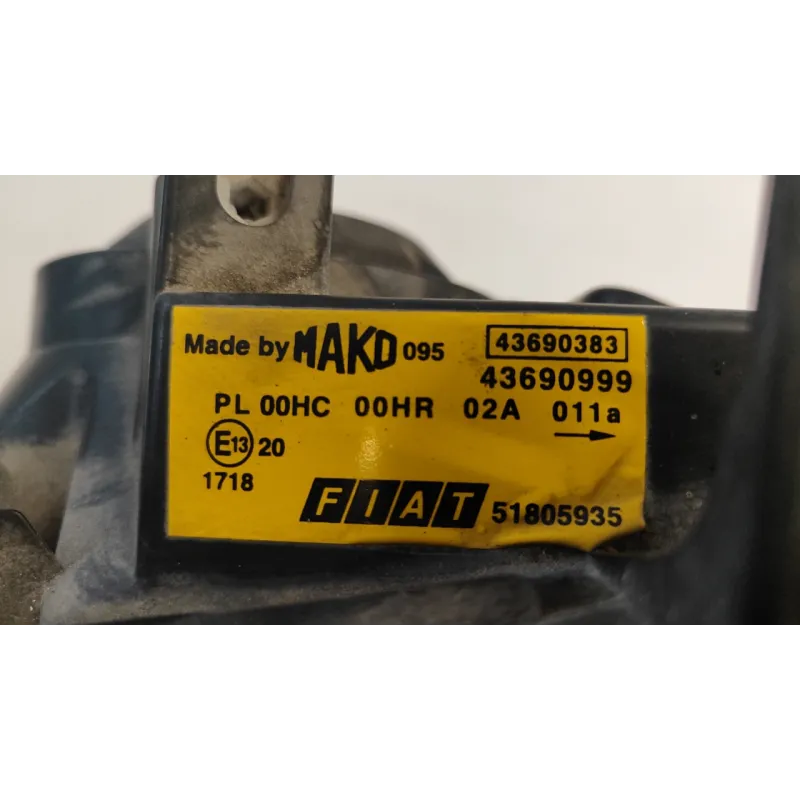 Made by MAKO 095 43690383
43690999
PL 00HC 00HR 02A 011a
E13 20
1718
FIAT 51805935